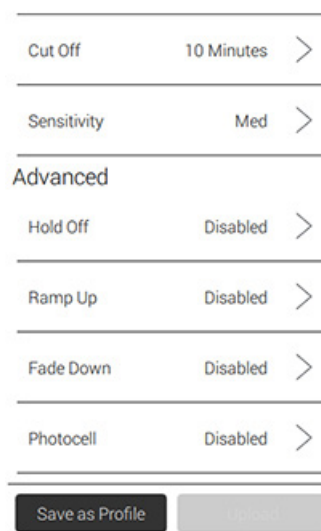 Cut Off 10 Minutes
Sensitivity Med
Advanced
Hold Off Disabled
Ramp Up Disabled
Fade Down Disabled
Photocell Disabled
Save as Profile Upload